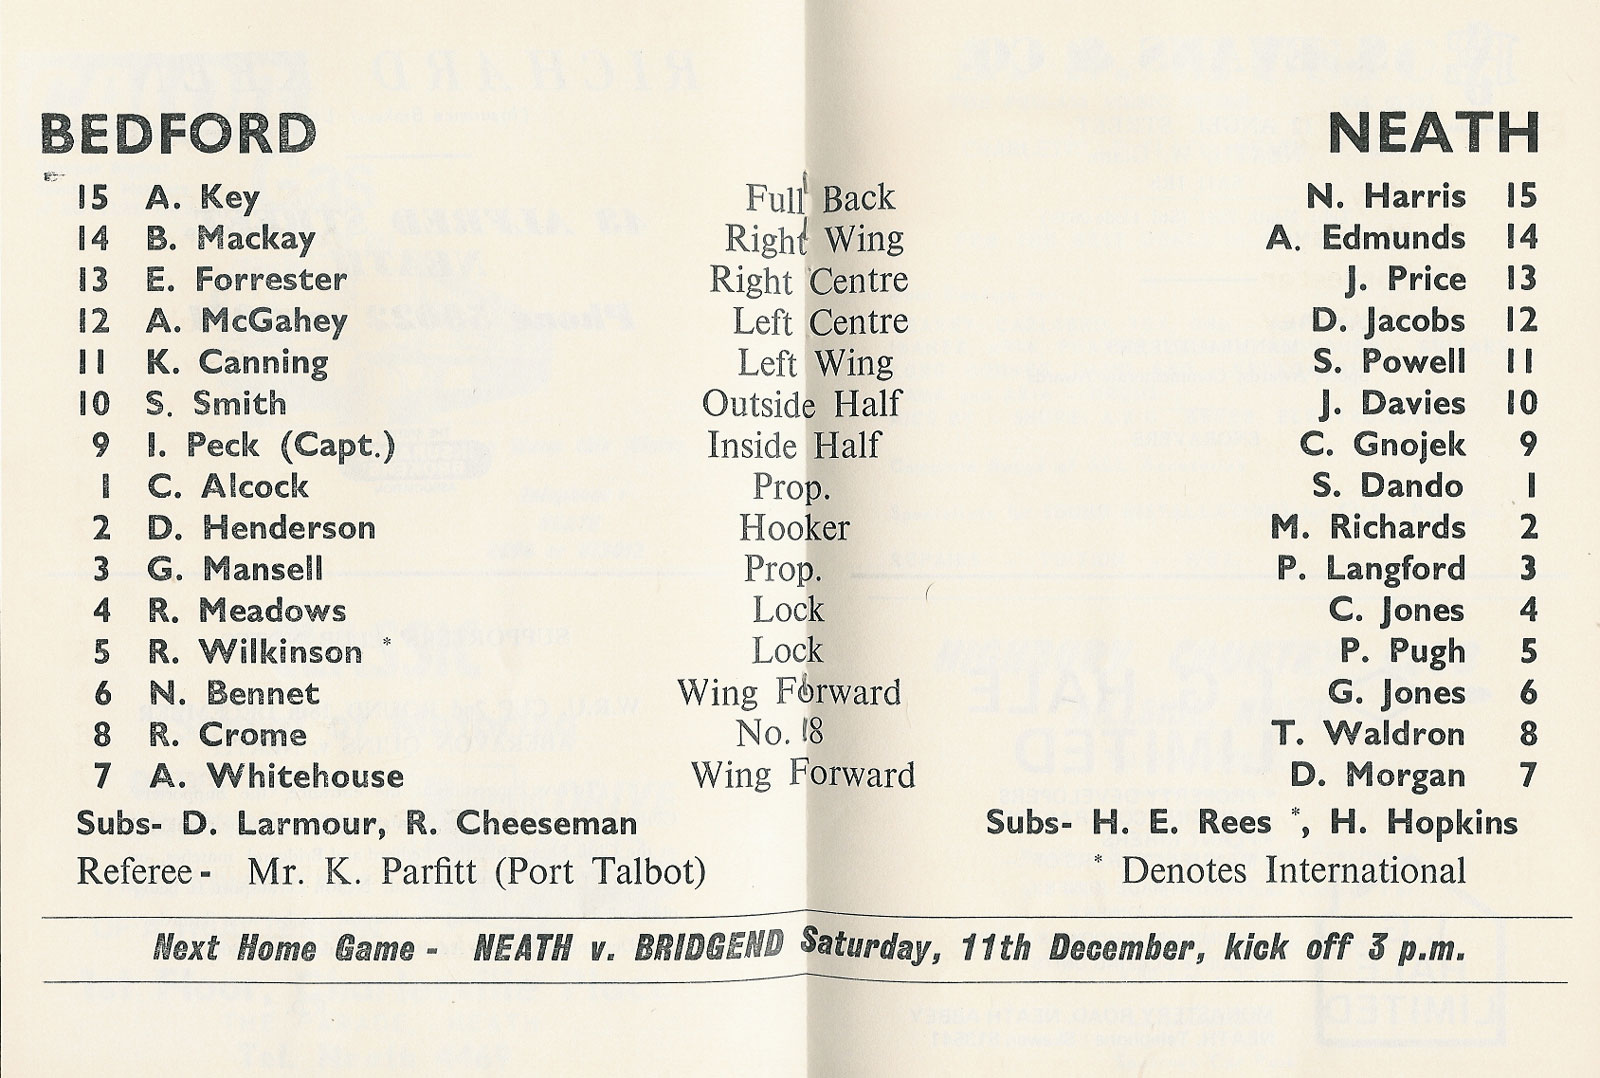 BEDFORD NEATH
15 A. Key Full Back N. Harris 15
14 B. Mackay Right Wing A. Edmunds 14
13 E. Forrester Right Centre J. Price 13
12 A. McGahey Left Centre D. Jacobs 12
11 K. Canning Left Wing S. Powell 11
10 S. Smith Outside Half J. Davies 10
9 I. Peck (Capt.) Inside Half C. Gnojek 9
1 C. Alcock Prop. S. Dando 1
2 D. Henderson Hooker M. Richards 2
3 G. Mansell Prop. P. Langford 3
4 R. Meadows Lock C. Jones 4
5 R. Wilkinson * Lock P. Pugh 5
6 N. Bennet Wing Forward G. Jones 6
8 R. Crome No. 8 T. Waldron 8
7 A. Whitehouse Wing Forward D. Morgan 7
Subs- D. Larmour, R. Cheeseman Subs- H. E. Rees *, H. Hopkins
Referee - Mr. K. Parfitt (Port Talbot) * Denotes International
Next Home Game - NEATH v. BRIDGEND Saturday, 11th December, kick off 3 p.m.